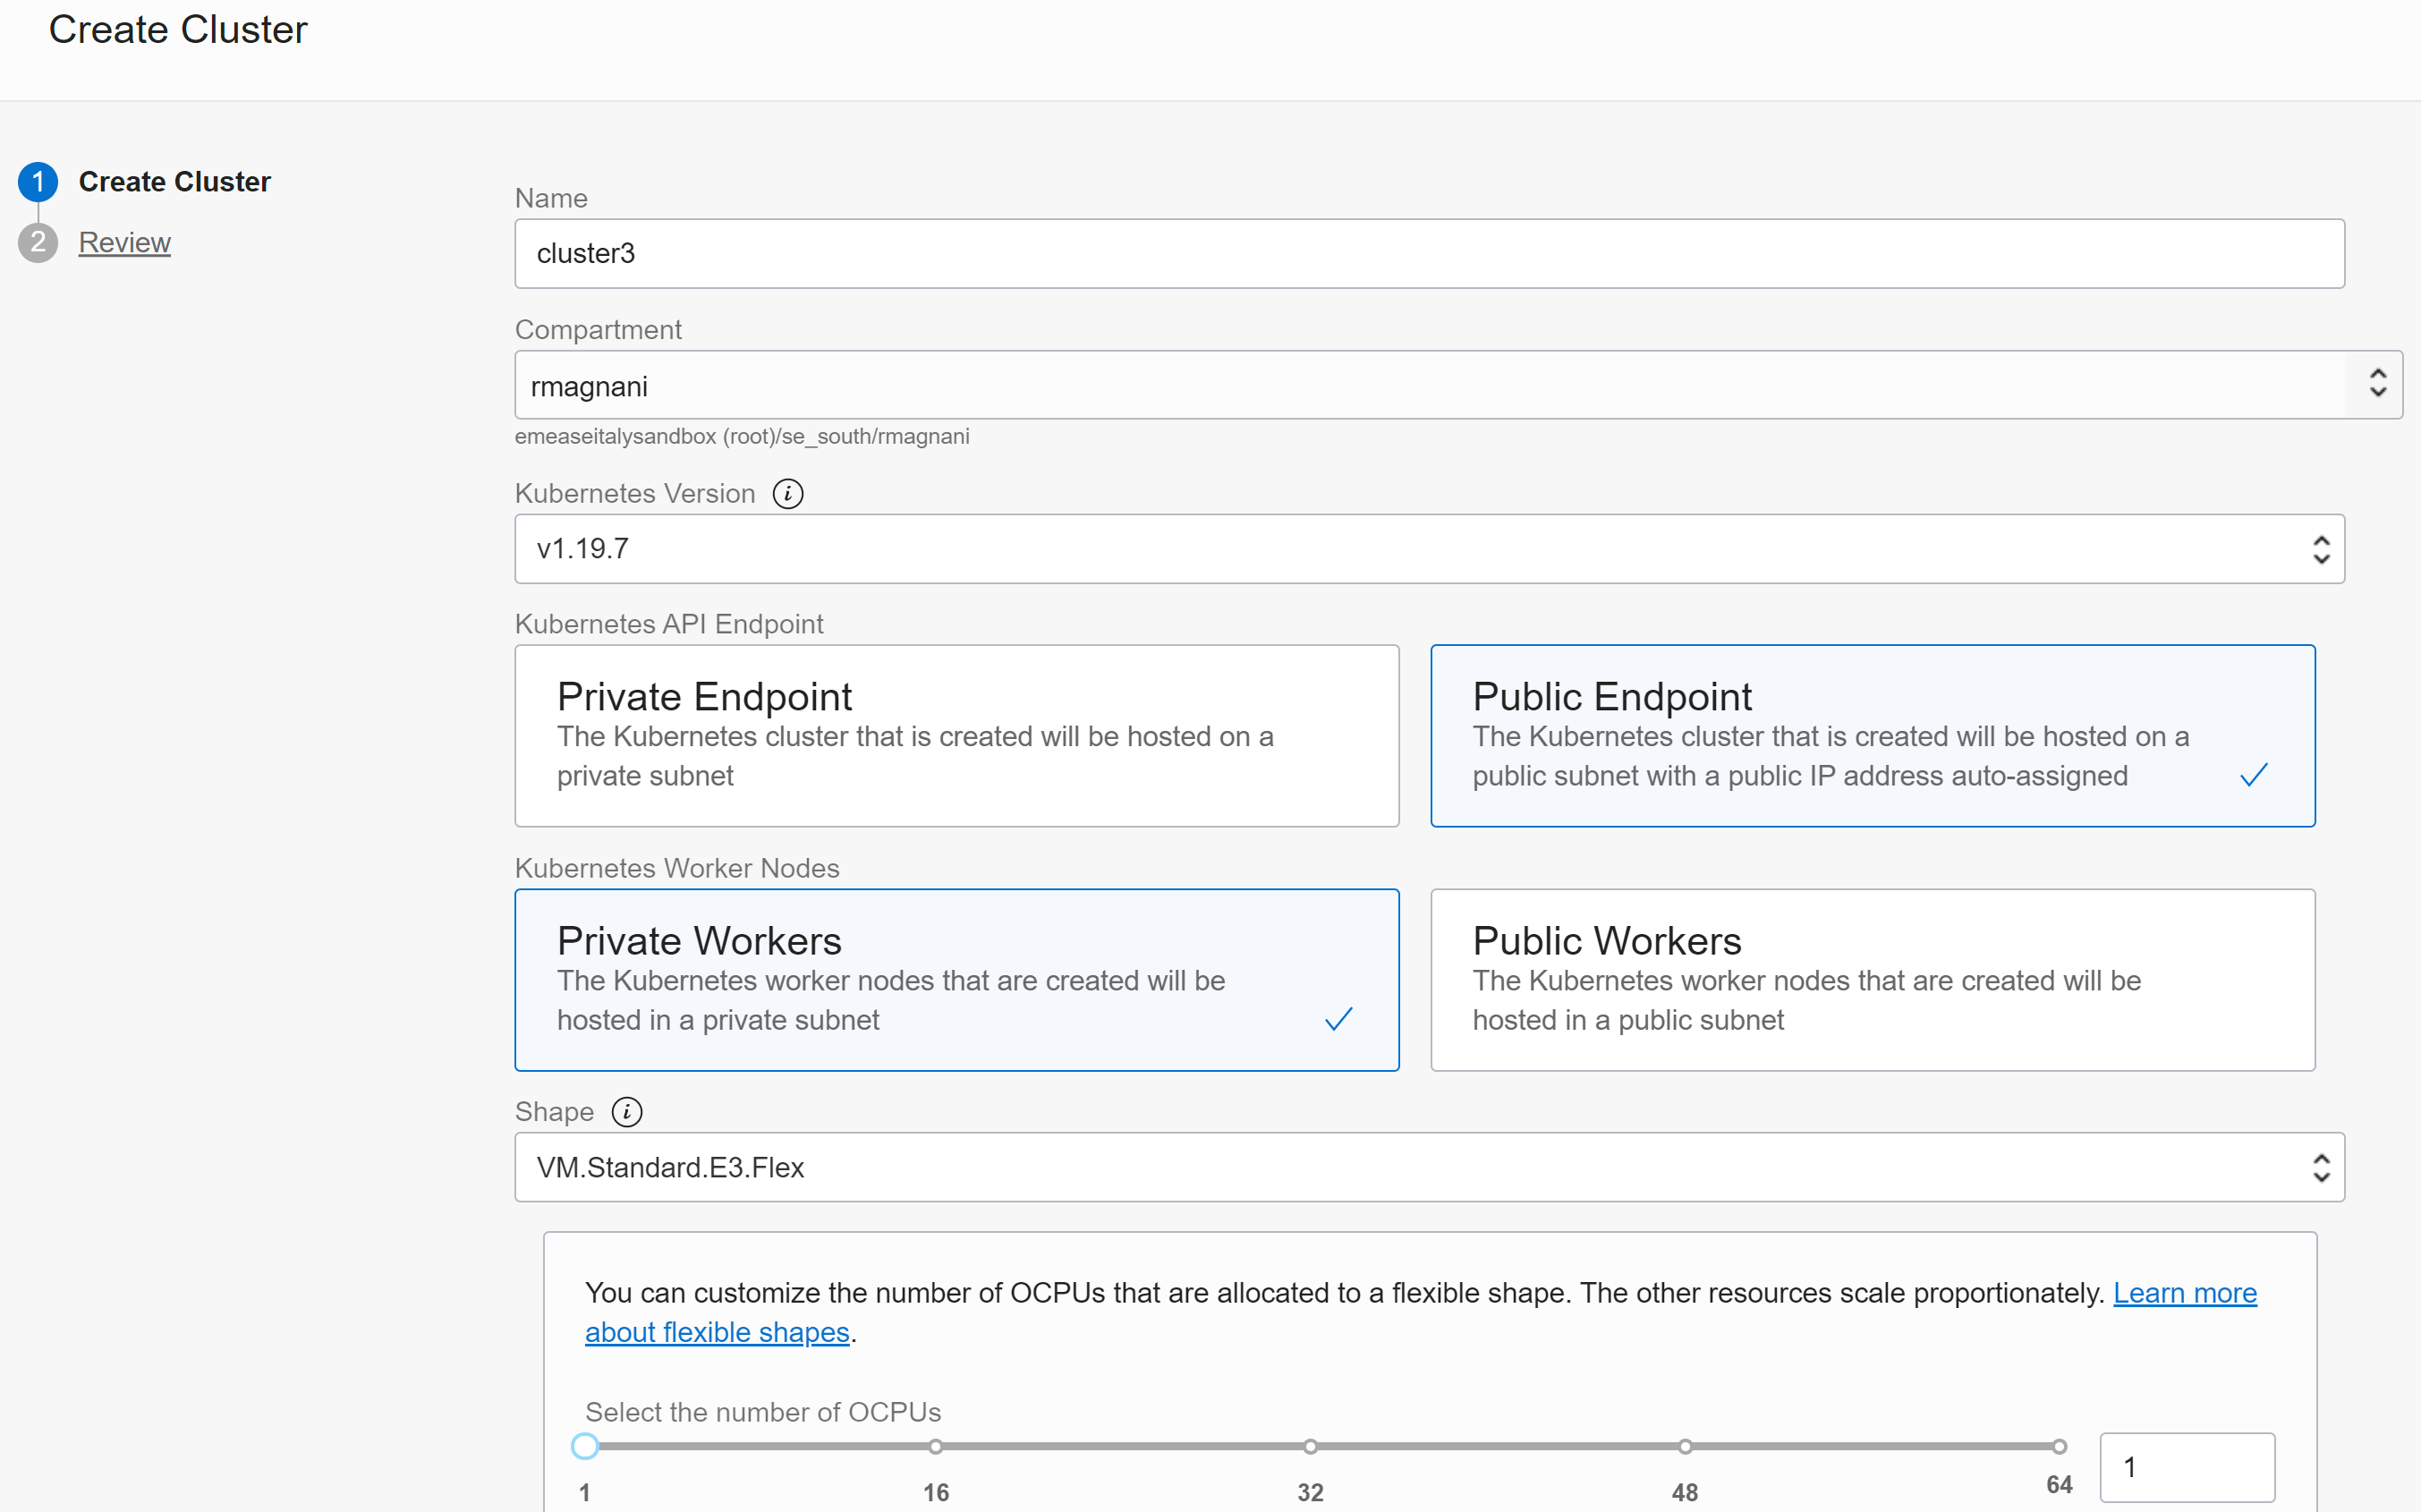 Create Cluster
1 Create Cluster
2 Review
Name
cluster3
Compartment
rmagnani
emeaseitalysandbox (root)/se_south/rmagnani
Kubernetes Version i
v1.19.7
Kubernetes API Endpoint
Private Endpoint
The Kubernetes cluster that is created will be hosted on a
private subnet
Public Endpoint
The Kubernetes cluster that is created will be hosted on a
public subnet with a public IP address auto-assigned
Kubernetes Worker Nodes
Private Workers
The Kubernetes worker nodes that are created will be
hosted in a private subnet
Public Workers
The Kubernetes worker nodes that are created will be
hosted in a public subnet
Shape i
VM.Standard.E3.Flex
You can customize the number of OCPUs that are allocated to a flexible shape. The other resources scale proportionately. Learn more
about flexible shapes.
Select the number of OCPUs
1 16 32 48 64
1